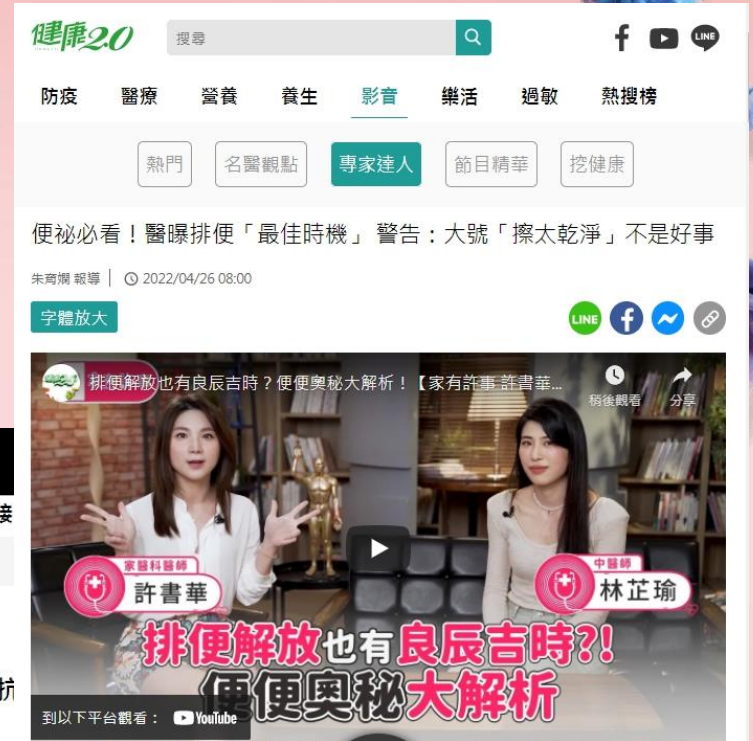 健康2.0
搜尋
LINE
防疫 醫療 營養 養生 影音 樂活 過敏 熱搜榜
熱門 名醫觀點 專家達人 節目精華 挖健康
便祕必看！醫曝排便「最佳時機」 警告：大號「擦太乾淨」不是好事
朱育嫻 報導 2022/04/26 08:00
字體放大
LINE
排便解放也有良辰吉時？便便奧秘大解析！【家有許事 許書華...
稍後觀看 分享
接
家醫科醫師
許書華
中醫師
林芷瑜
排便解放也有良辰吉時?!
抗
便便奧秘大解析
到以下平台觀看： YouTube